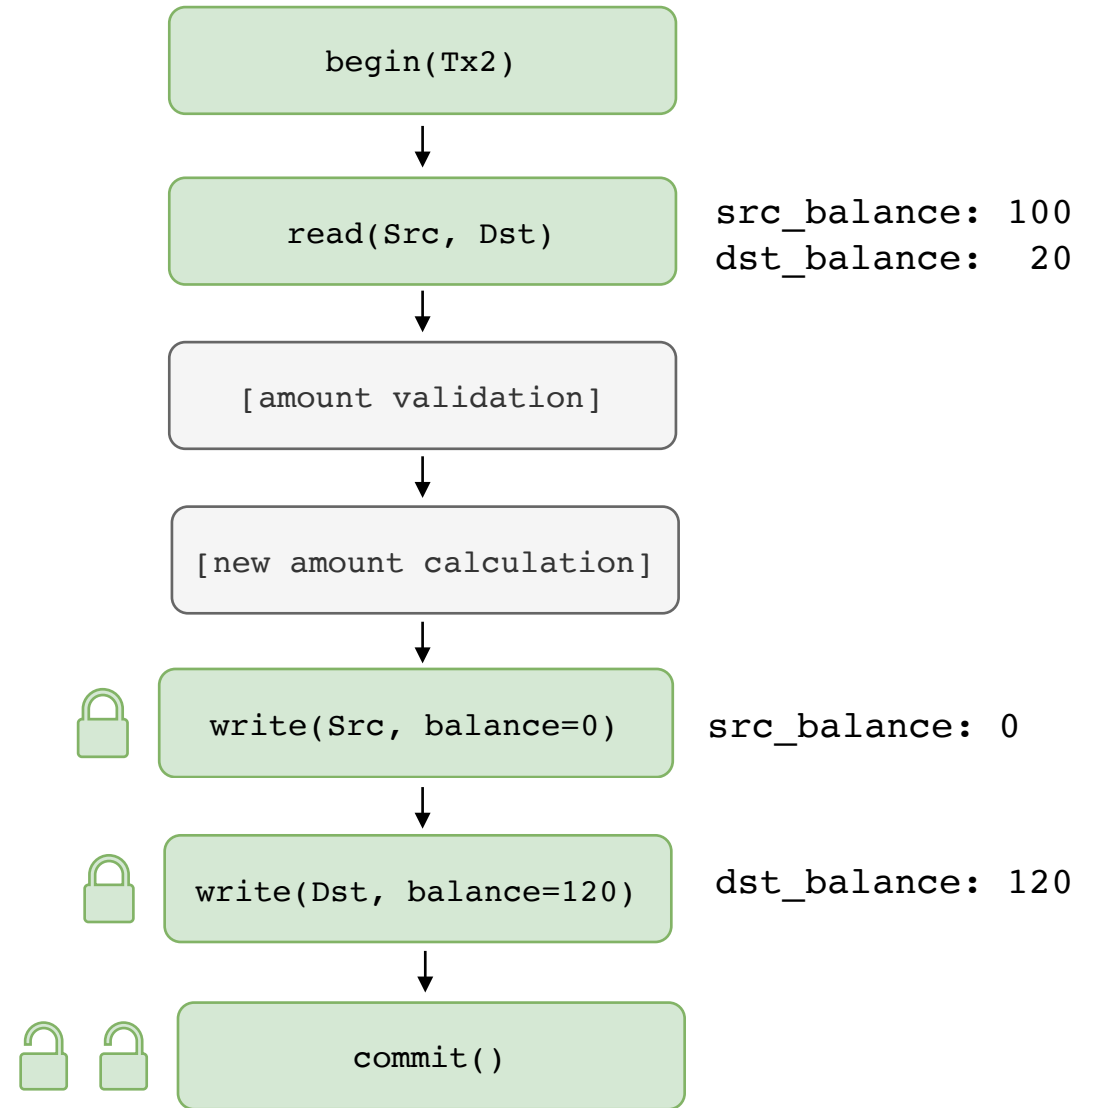 begin(Tx2)
read(Src, Dst)
src_balance: 100
dst_balance:  20
[amount validation]
[new amount calculation]
write(Src, balance=0)
src_balance: 0
write(Dst, balance=120)
dst_balance: 120
commit()